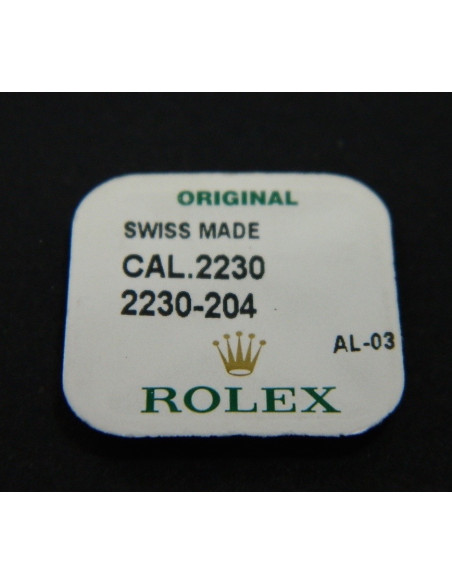 ORIGINAL
SWISS MADE
CAL.2230
2230-204
AL-03
ROLEX